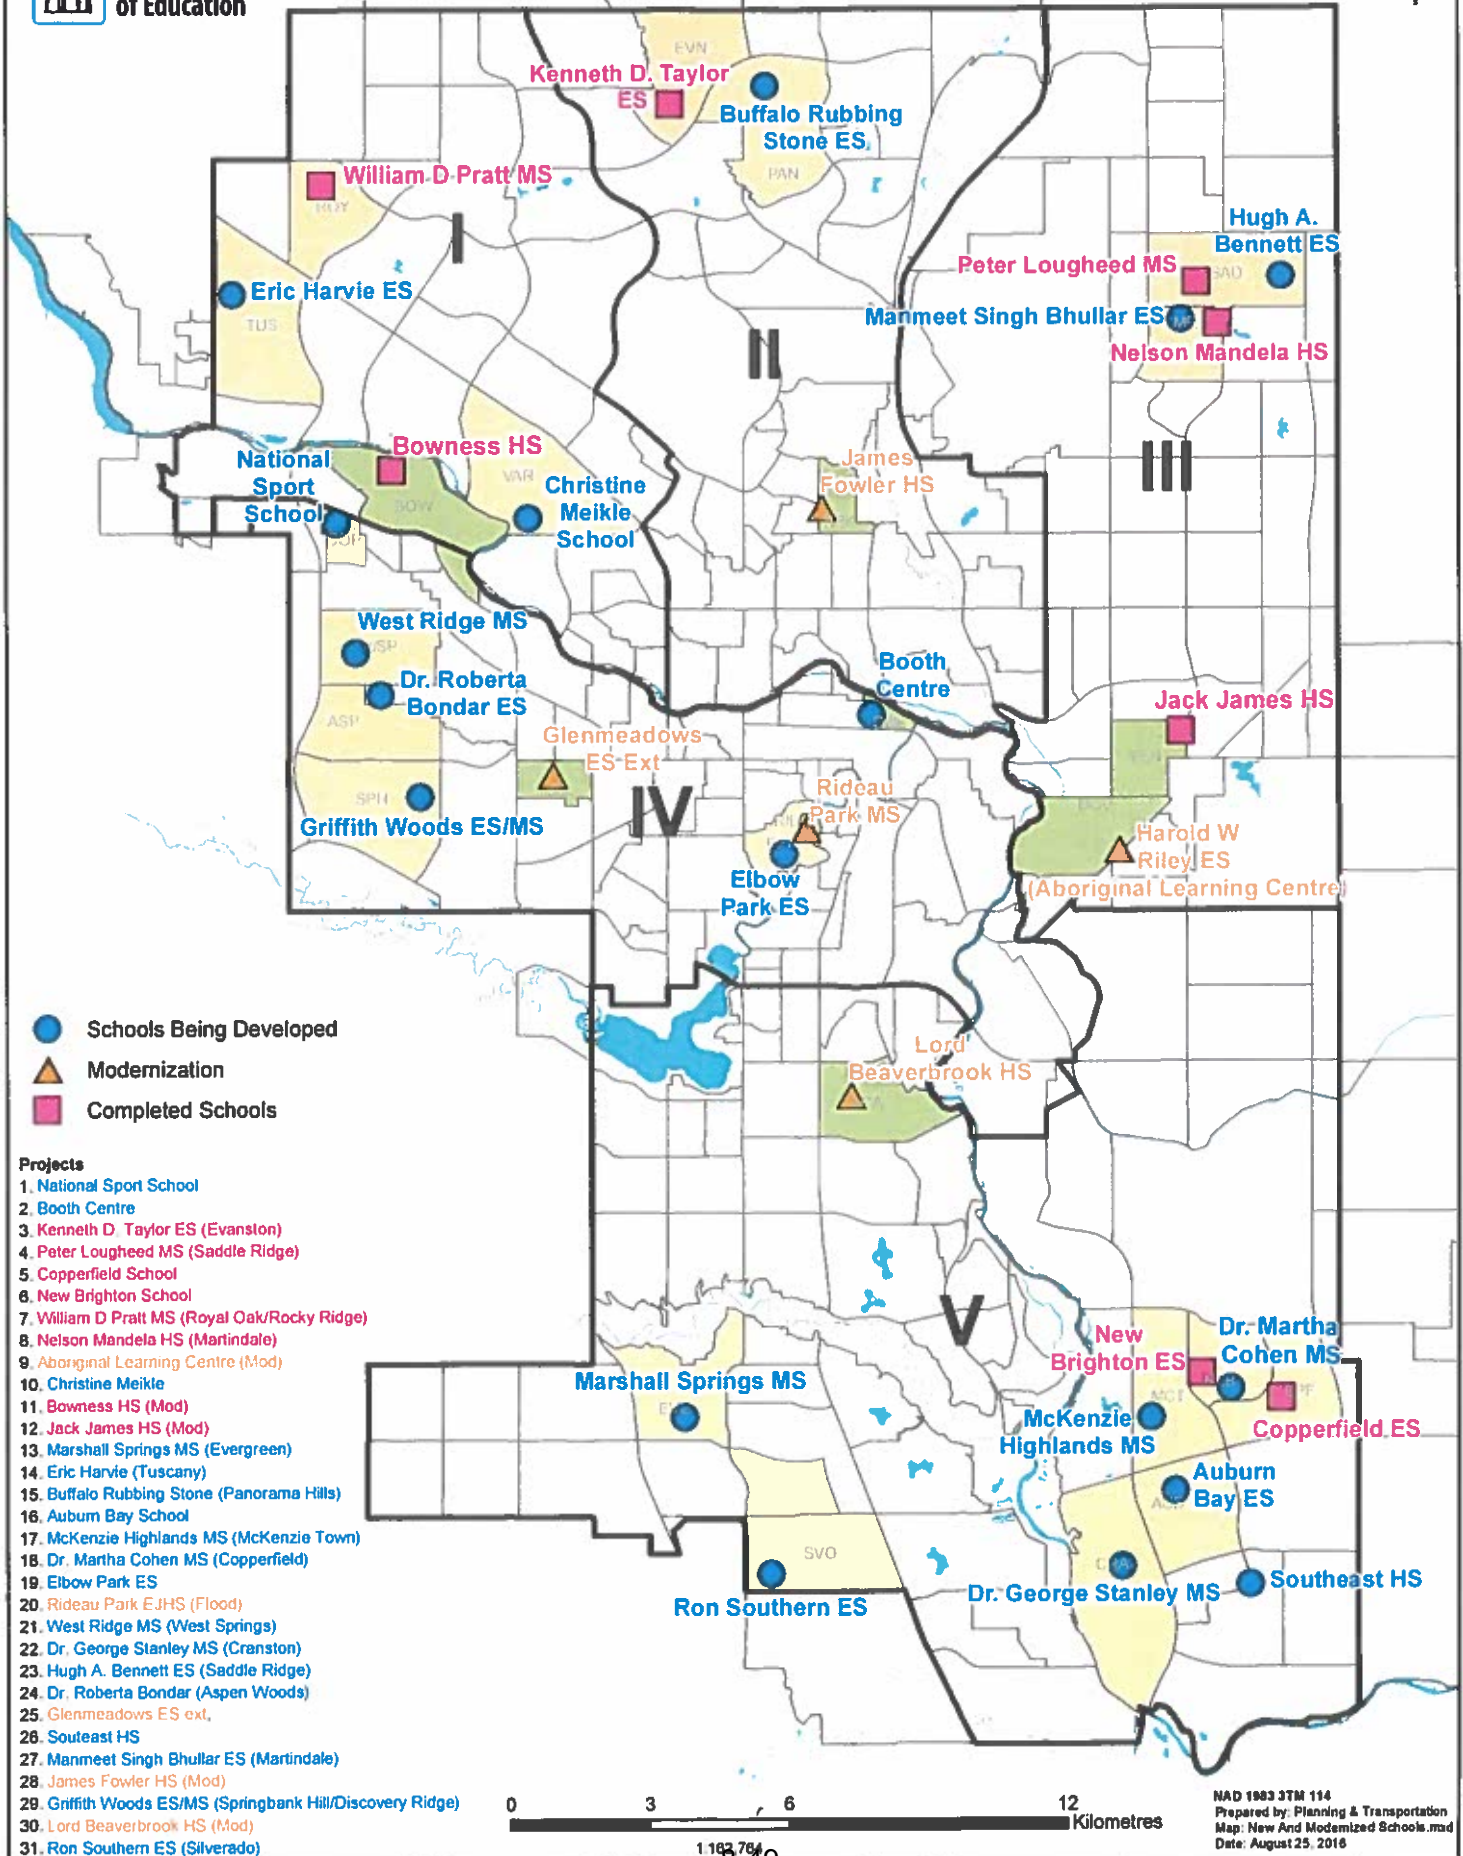 of Education
EVN
Kenneth D. Taylor
ES
Buffalo Rubbing
Stone ES
PAN
William D Pratt MS
ROY
I
Hugh A.
Bennett ES
Peter Lougheed MS
SAD
Eric Harvie ES
TUS
Manmeet Singh Bhullar ES
Nelson Mandela HS
II
Bowness HS
National
Sport
School
BOW
VAR
Christine
Meikle
School
James
Fowler HS
III
West Ridge MS
WSP
Dr. Roberta
Bondar ES
ASP
Booth
Centre
Jack James HS
Glenmeadows
ES Ext
SPH
Griffith Woods ES/MS
IV
Rideau
Park MS
Elbow
Park ES
DOV
Harold W
Riley ES
(Aboriginal Learning Centre)
Schools Being Developed
Modernization
Completed Schools
Lord
Beaverbrook HS
V
New
Brighton ES
Dr. Martha
Cohen MS
MCT
Copperfield ES
Marshall Springs MS
McKenzie
Highlands MS
Auburn
Bay ES
SVO
CRA
Dr. George Stanley MS
Southeast HS
Ron Southern ES
Projects
1. National Sport School
2. Booth Centre
3. Kenneth D. Taylor ES (Evanston)
4. Peter Lougheed MS (Saddle Ridge)
5. Copperfield School
6. New Brighton School
7. William D Pratt MS (Royal Oak/Rocky Ridge)
8. Nelson Mandela HS (Martindale)
9. Aboriginal Learning Centre (Mod)
10. Christine Meikle
11. Bowness HS (Mod)
12. Jack James HS (Mod)
13. Marshall Springs MS (Evergreen)
14. Eric Harvie (Tuscany)
15. Buffalo Rubbing Stone (Panorama Hills)
16. Auburn Bay School
17. McKenzie Highlands MS (McKenzie Town)
18. Dr. Martha Cohen MS (Copperfield)
19. Elbow Park ES
20. Rideau Park EJHS (Flood)
21. West Ridge MS (West Springs)
22. Dr. George Stanley MS (Cranston)
23. Hugh A. Bennett ES (Saddle Ridge)
24. Dr. Roberta Bondar (Aspen Woods)
25. Glenmeadows ES ext.
26. Souteast HS
27. Manmeet Singh Bhullar ES (Martindale)
28. James Fowler HS (Mod)
29. Griffith Woods ES/MS (Springbank Hill/Discovery Ridge)
30. Lord Beaverbrook HS (Mod)
31. Ron Southern ES (Silverado)
0 3 6 12
Kilometres
NAD 1983 3TM 114
Prepared by: Planning & Transportation
Map: New And Modernized Schools.mxd
Date: August 25, 2016